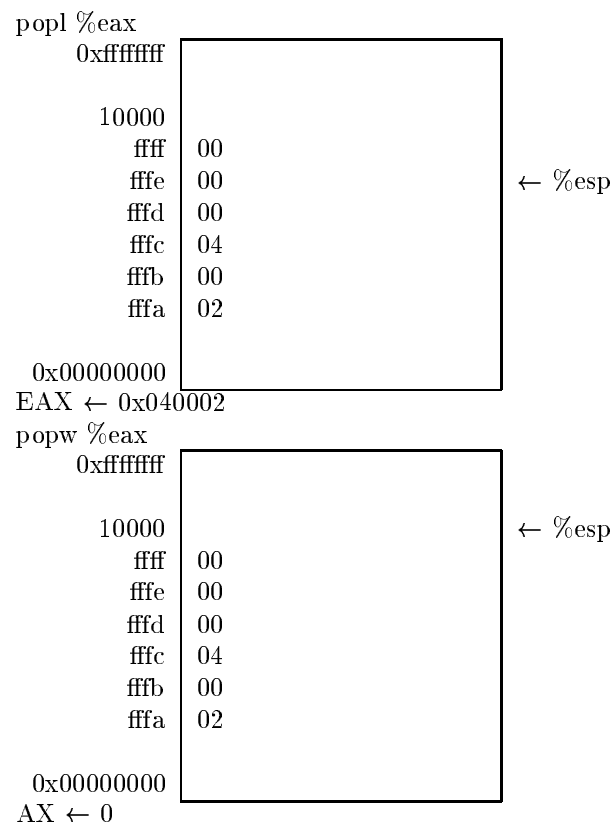 popl %eax
0xffffffff
10000
ffff 00
fffe 00 ← %esp
fffd 00
fffc 04
fffb 00
fffa 02
0x00000000
EAX ← 0x040002
popw %eax
0xffffffff
10000 ← %esp
ffff 00
fffe 00
fffd 00
fffc 04
fffb 00
fffa 02
0x00000000
AX ← 0